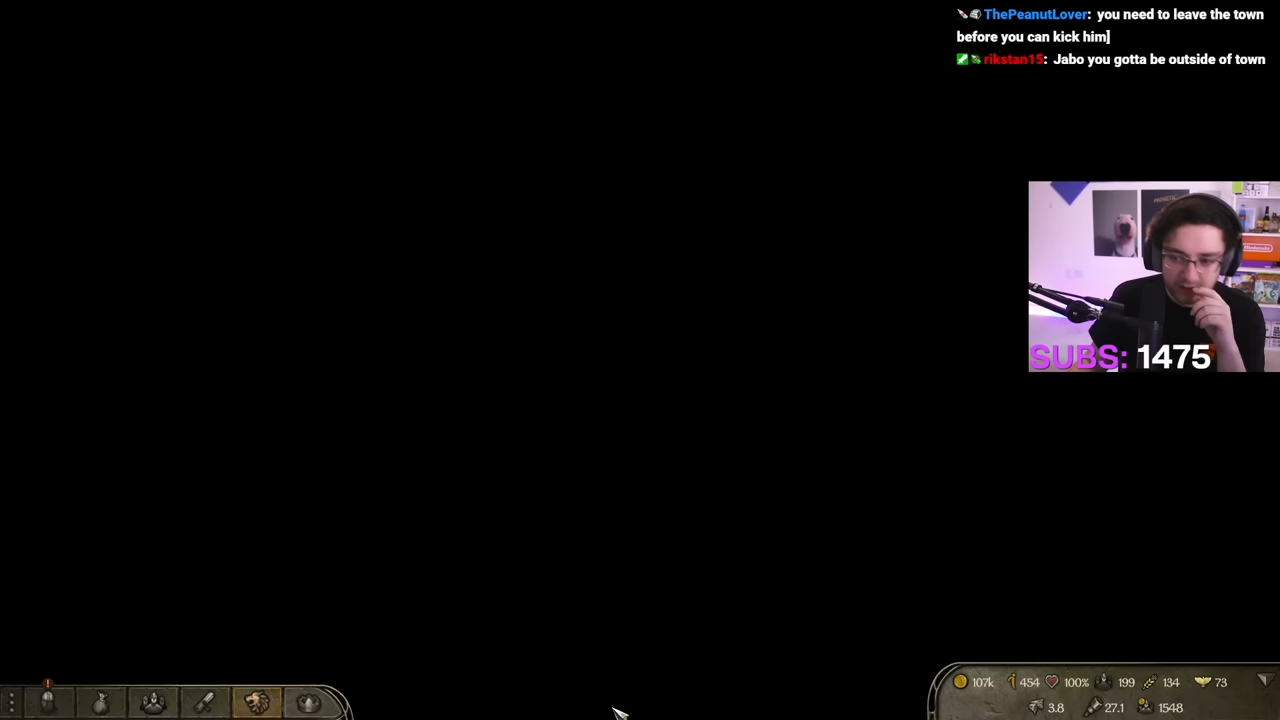 ThePeanutLover: you need to leave the town
before you can kick him]
rikstan15: Jabo you gotta be outside of town
SUBS: 1475
107k 454 100% 199 134 73
3.8 27.1 1548